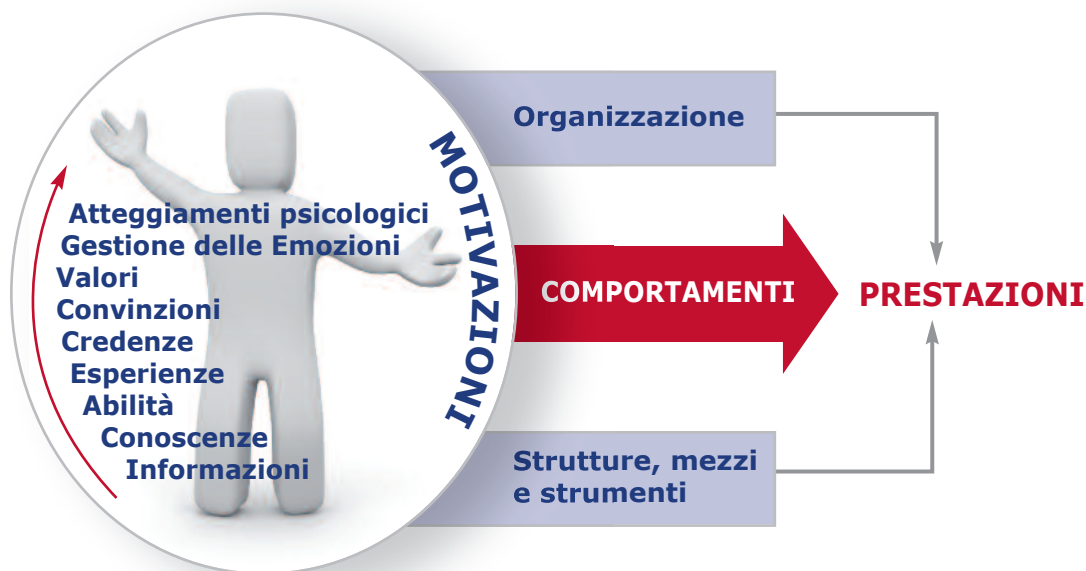 Atteggiamenti psicologici
Gestione delle Emozioni
Valori
Convinzioni
Credenze
Esperienze
Abilità
Conoscenze
Informazioni
MOTIVAZIONI
Organizzazione
COMPORTAMENTI
PRESTAZIONI
Strutture, mezzi
e strumenti